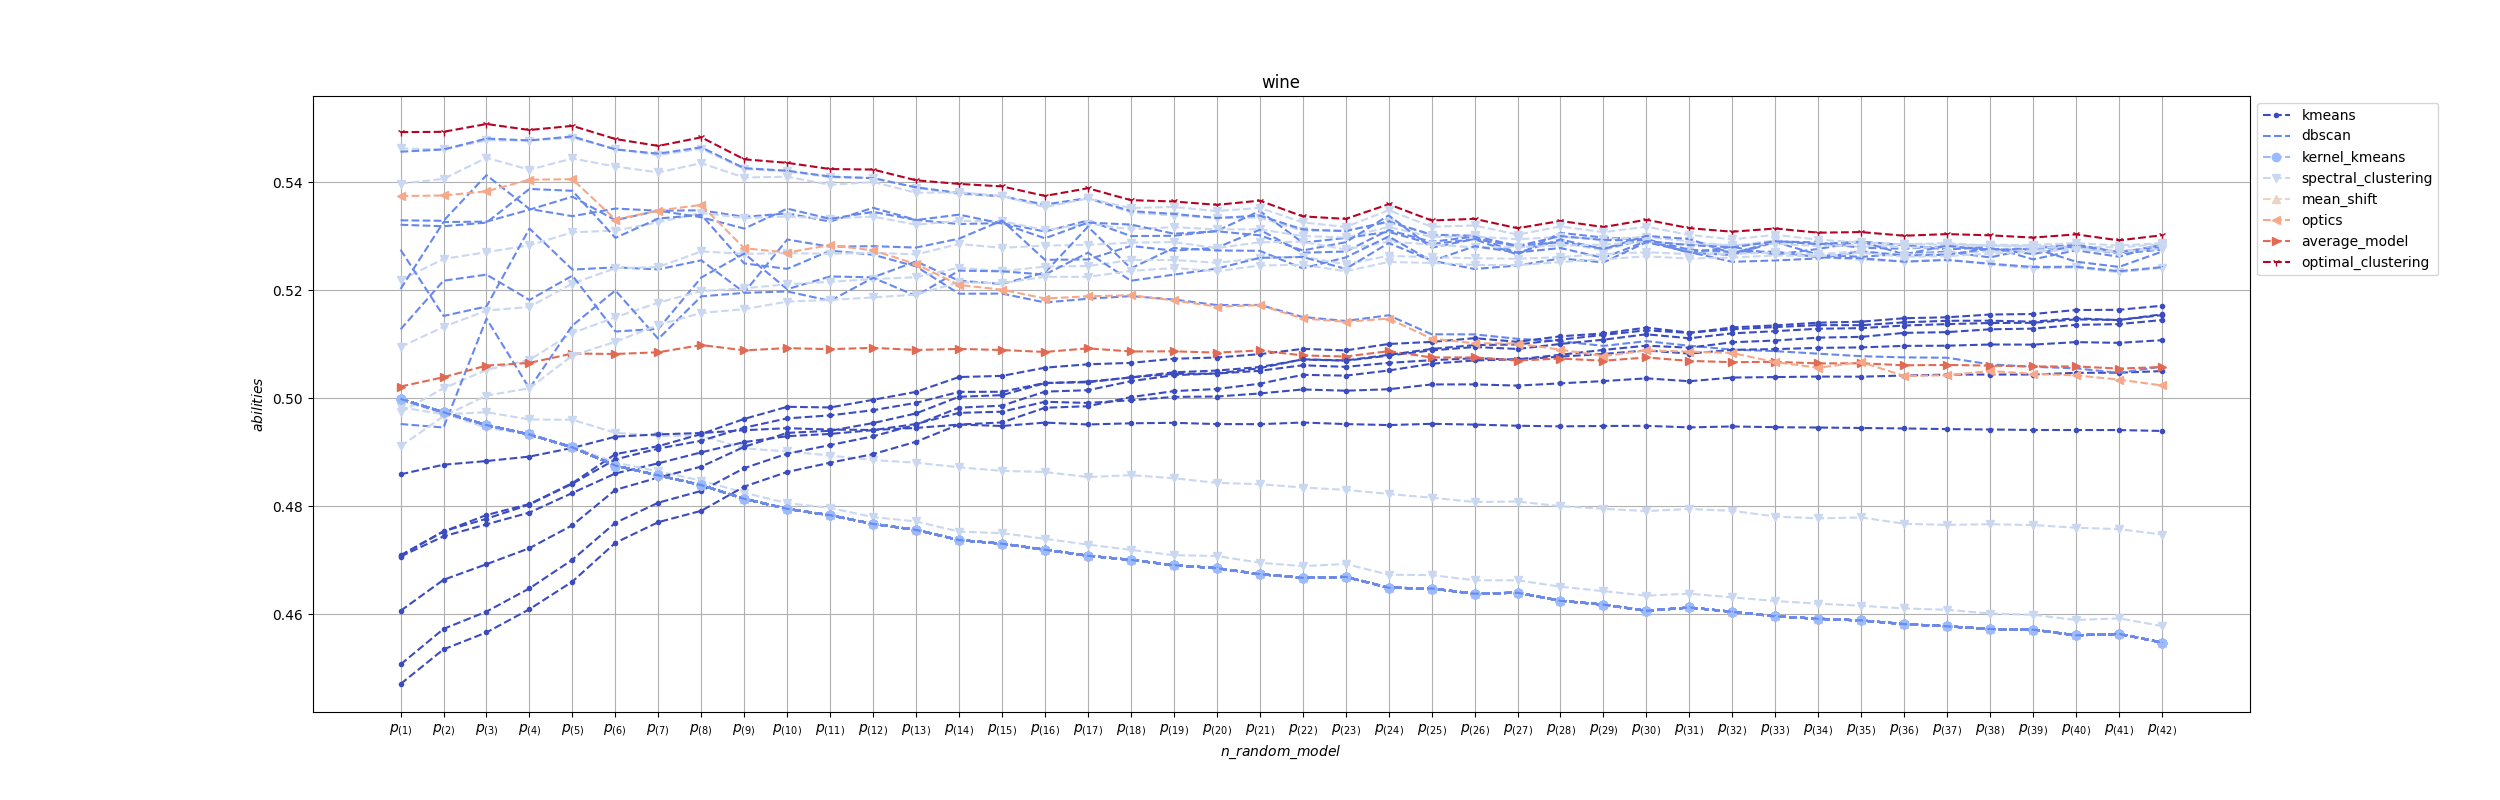 wine
abilities
0.54
0.52
0.50
0.48
0.46
p(1) p(2) p(3) p(4) p(5) p(6) p(7) p(8) p(9) p(10) p(11) p(12) p(13) p(14) p(15) p(16) p(17) p(18) p(19) p(20) p(21) p(22) p(23) p(24) p(25) p(26) p(27) p(28) p(29) p(30) p(31) p(32) p(33) p(34) p(35) p(36) p(37) p(38) p(39) p(40) p(41) p(42)
n_random_model
kmeans
dbscan
kernel_kmeans
spectral_clustering
mean_shift
optics
average_model
optimal_clustering